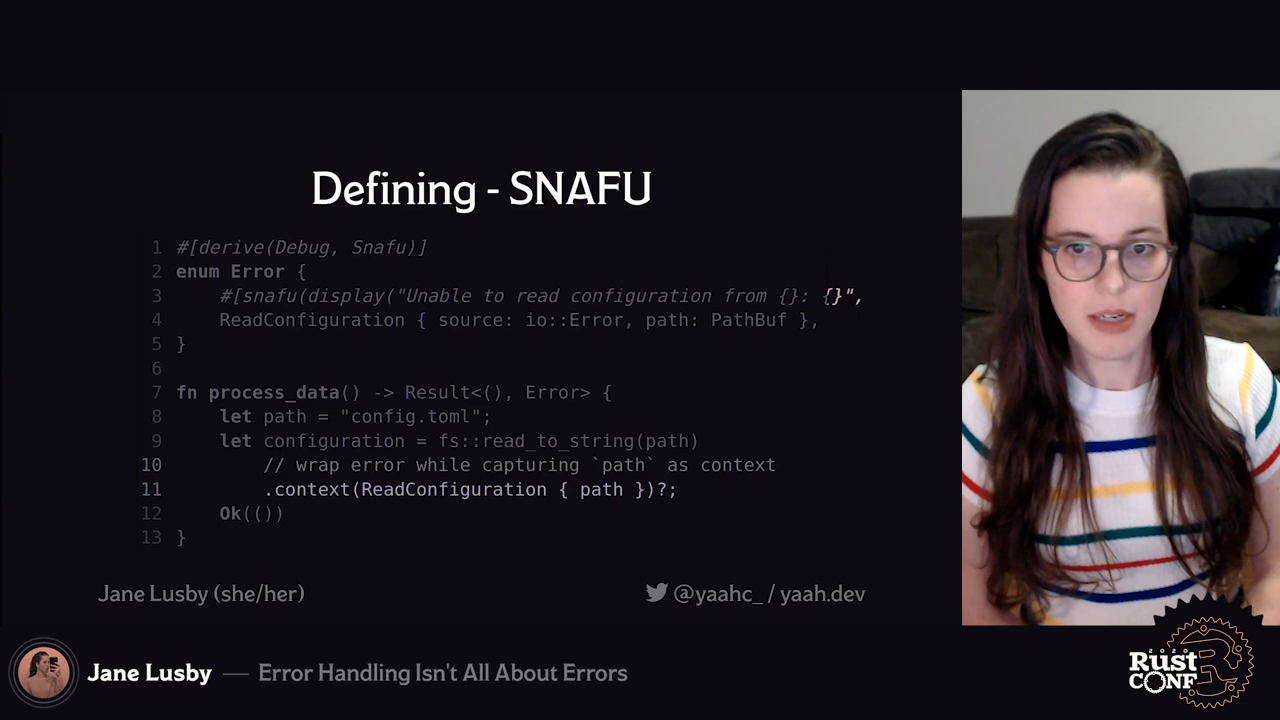 Defining - SNAFU
1 #[derive(Debug, Snafu)]
2 enum Error {
3 #[snafu(display("Unable to read configuration from {}: {}",
4 ReadConfiguration { source: io::Error, path: PathBuf },
5 }
6
7 fn process_data() -> Result<(), Error> {
8 let path = "config.toml";
9 let configuration = fs::read_to_string(path)
10 // wrap error while capturing `path` as context
11 .context(ReadConfiguration { path })?;
12 Ok(())
13 }
Jane Lusby (she/her)
@yaahc_ / yaah.dev
Jane Lusby — Error Handling Isn't All About Errors
2020
Rust
CONF